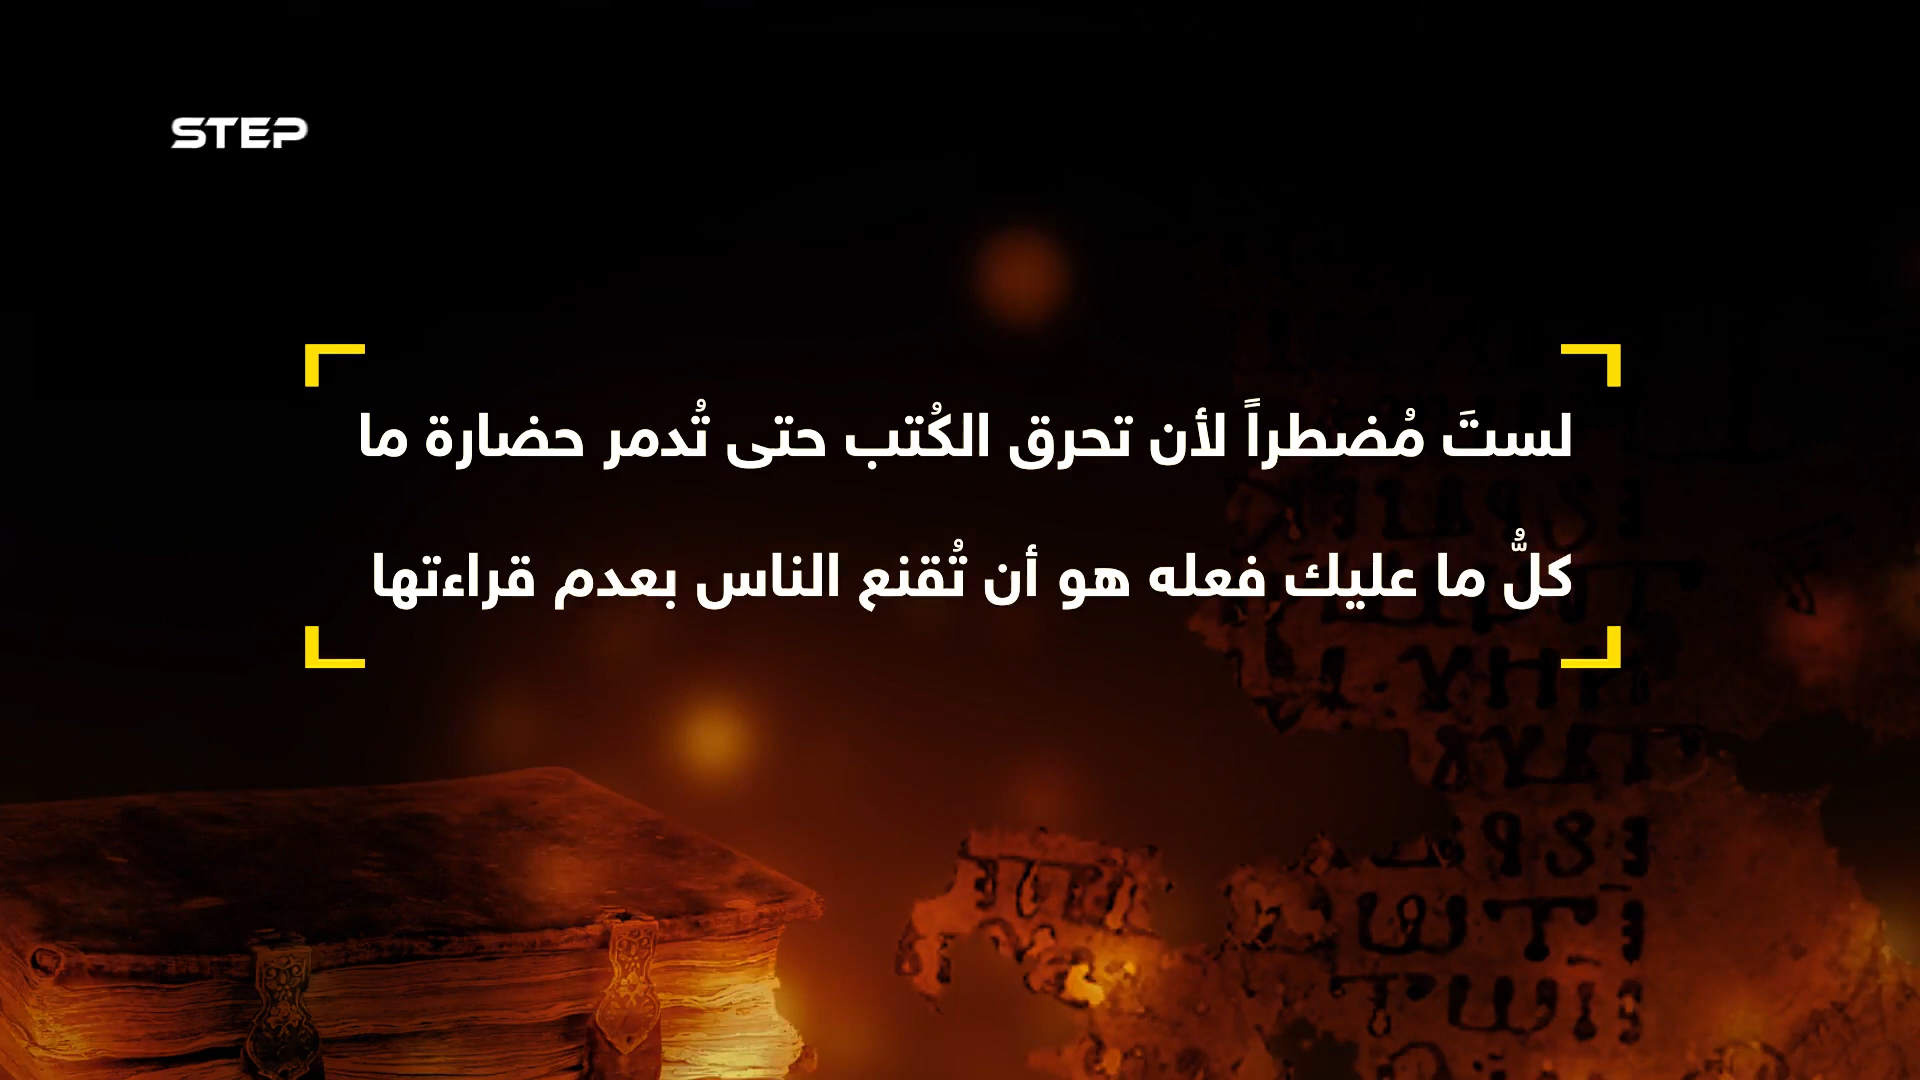 STEP
لستَ مُضطراً لأن تحرق الكُتب حتى تُدمر حضارة ما
كلُّ ما عليك فعله هو أن تُقنع الناس بعدم قراءتها